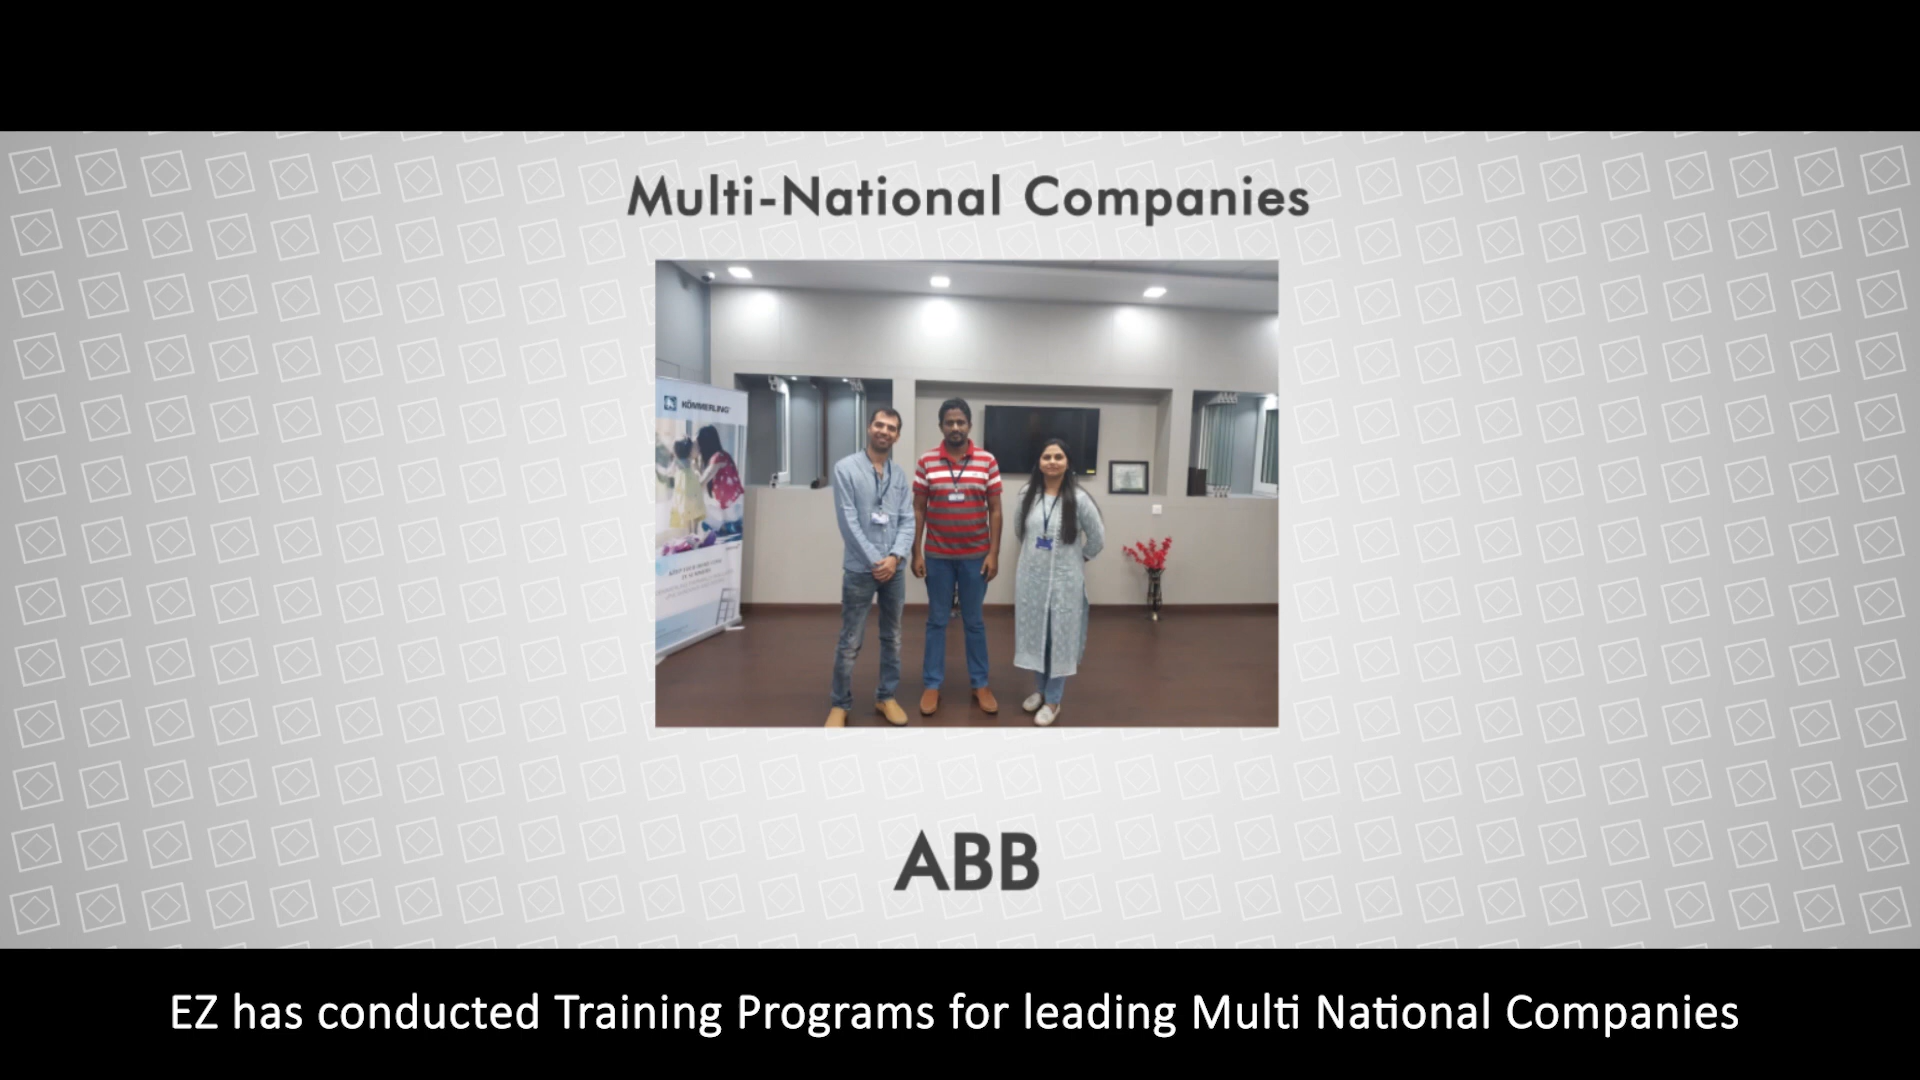 Multi-National Companies
KÖMMERLING
ABB
EZ has conducted Training Programs for leading Multi National Companies